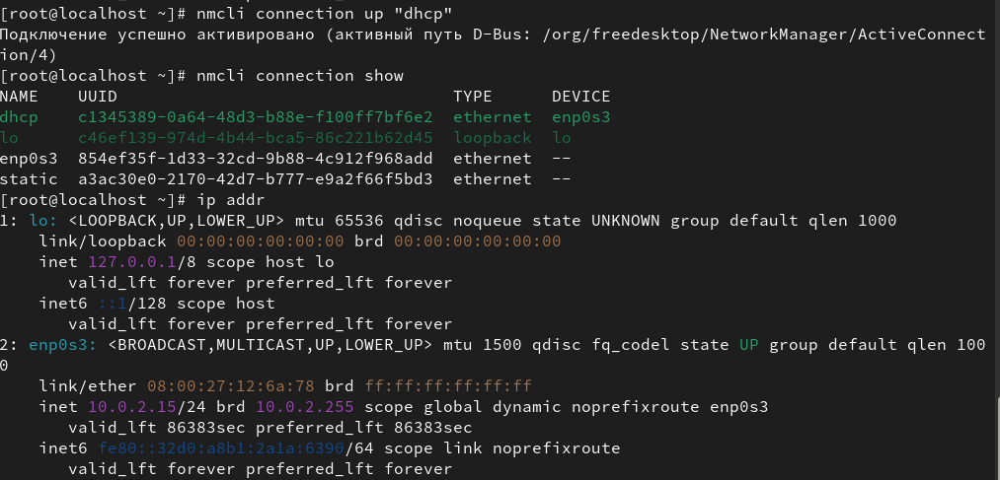 [root@localhost ~]# nmcli connection up "dhcp"
Подключение успешно активировано (активный путь D-Bus: /org/freedesktop/NetworkManager/ActiveConnect
ion/4)
[root@localhost ~]# nmcli connection show
NAME    UUID                                  TYPE      DEVICE
dhcp    c1345389-0a64-48d3-b88e-f100ff7bf6e2  ethernet  enp0s3
lo      c46ef139-974d-4b44-bca5-86c221b62d45  loopback  lo
enp0s3  854ef35f-1d33-32cd-9b88-4c912f968add  ethernet  --
static  a3ac30e0-2170-42d7-b777-e9a2f66f5bd3  ethernet  --
[root@localhost ~]# ip addr
1: lo: <LOOPBACK,UP,LOWER_UP> mtu 65536 qdisc noqueue state UNKNOWN group default qlen 1000
    link/loopback 00:00:00:00:00:00 brd 00:00:00:00:00:00
    inet 127.0.0.1/8 scope host lo
       valid_lft forever preferred_lft forever
    inet6 ::1/128 scope host
       valid_lft forever preferred_lft forever
2: enp0s3: <BROADCAST,MULTICAST,UP,LOWER_UP> mtu 1500 qdisc fq_codel state UP group default qlen 100
0
    link/ether 08:00:27:12:6a:78 brd ff:ff:ff:ff:ff:ff
    inet 10.0.2.15/24 brd 10.0.2.255 scope global dynamic noprefixroute enp0s3
       valid_lft 86383sec preferred_lft 86383sec
    inet6 fe80::32d0:a8b1:2a1a:6390/64 scope link noprefixroute
       valid_lft forever preferred_lft forever